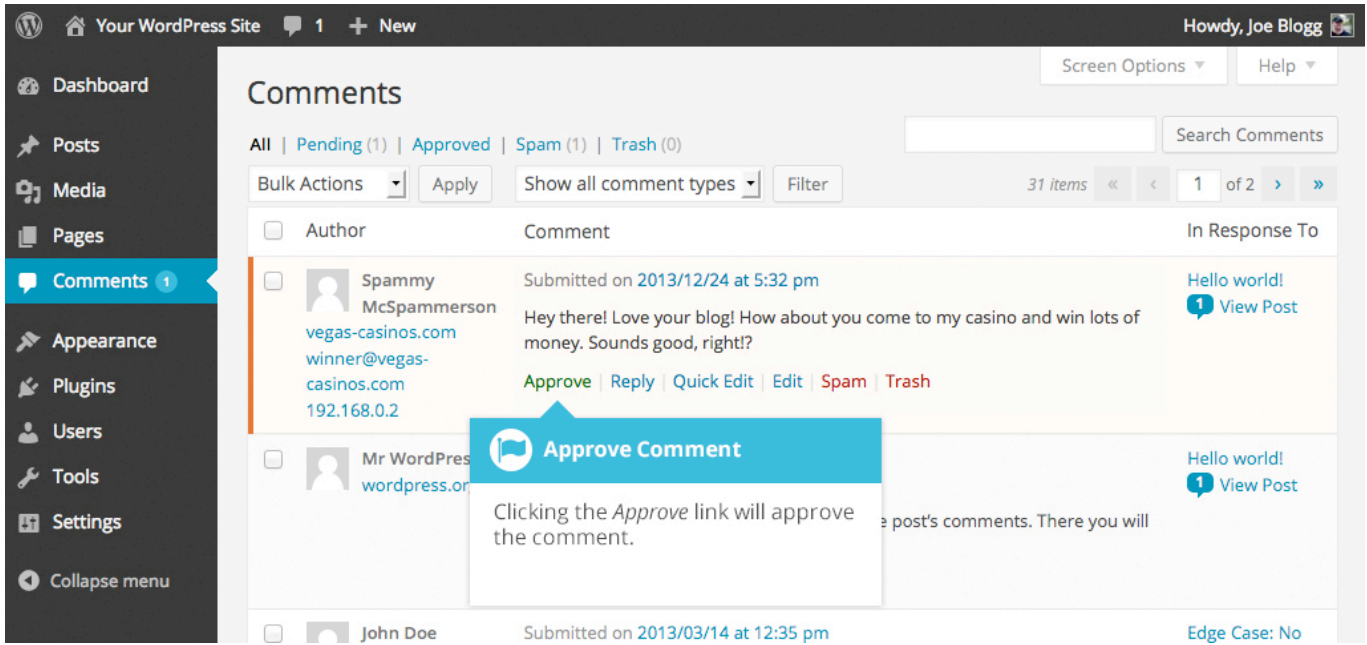 Your WordPress Site 1 + New Howdy, Joe Blogg
Screen Options Help
Dashboard
Posts
Media
Pages
Comments 1
Appearance
Plugins
Users
Tools
Settings
Collapse menu
Comments
All | Pending (1) | Approved | Spam (1) | Trash (0)
Search Comments
Bulk Actions Apply Show all comment types Filter 31 items « ‹ 1 of 2 › »
Author Comment In Response To
Spammy
McSpammerson
vegas-casinos.com
winner@vegas-
casinos.com
192.168.0.2
Submitted on 2013/12/24 at 5:32 pm
Hey there! Love your blog! How about you come to my casino and win lots of
money. Sounds good, right!?
Approve | Reply | Quick Edit | Edit | Spam | Trash
Hello world!
1 View Post
Approve Comment
Clicking the Approve link will approve
the comment.
Mr WordPres
wordpress.or
post's comments. There you will
Hello world!
1 View Post
John Doe Submitted on 2013/03/14 at 12:35 pm Edge Case: No